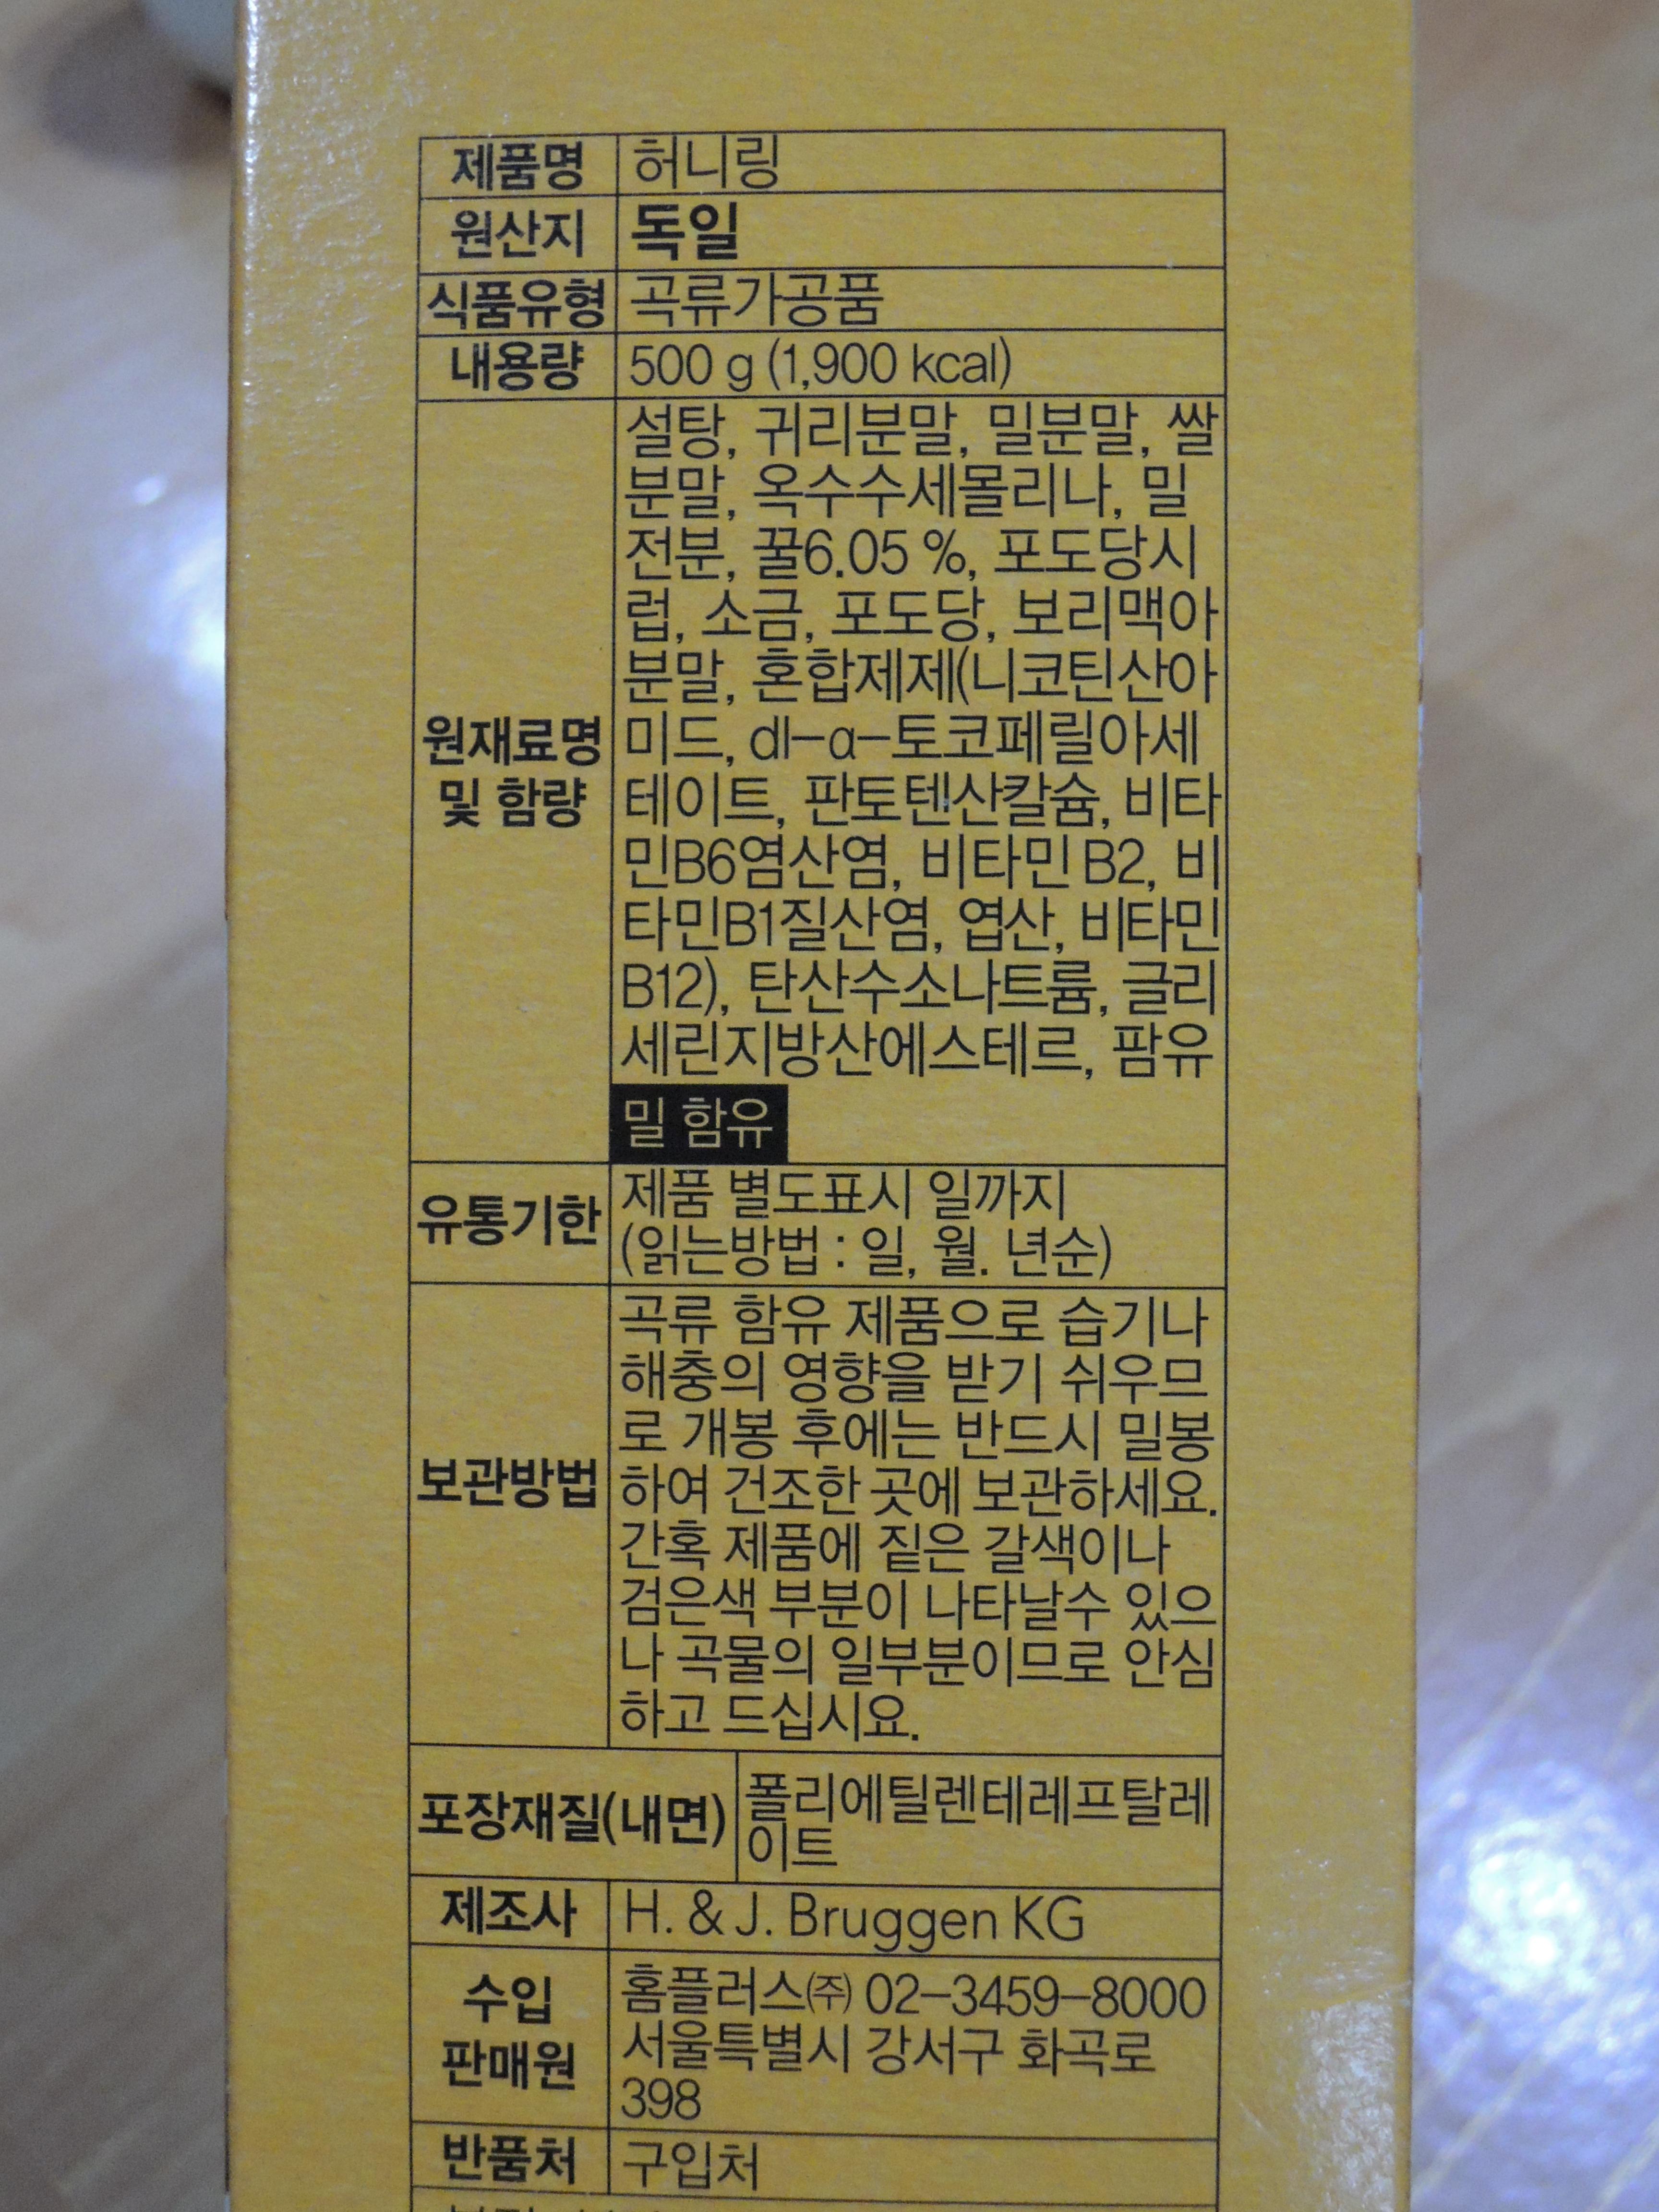 제품명 허니링
원산지 독일
식품유형 곡류가공품
내용량 500 g (1,900 kcal)
원재료명
및 함량
설탕, 귀리분말, 밀분말, 쌀
분말, 옥수수세몰리나, 밀
전분, 꿀6.05 %, 포도당시
럽, 소금, 포도당, 보리맥아
분말, 혼합제제(니코틴산아
미드, dl-α-토코페릴아세
테이트, 판토텐산칼슘, 비타
민B6염산염, 비타민 B2, 비
타민B1질산염, 엽산, 비타민
B12), 탄산수소나트륨, 글리
세린지방산에스테르, 팜유
밀 함유
유통기한
제품 별도표시 일까지
(읽는방법 : 일, 월. 년순)
보관방법
곡류 함유 제품으로 습기나
해충의 영향을 받기 쉬우므
로 개봉 후에는 반드시 밀봉
하여 건조한 곳에 보관하세요.
간혹 제품에 짙은 갈색이나
검은색 부분이 나타날수 있으
나 곡물의 일부분이므로 안심
하고 드십시요.
포장재질(내면)
폴리에틸렌테레프탈레
이트
제조사 H. & J. Bruggen KG
수입
판매원
홈플러스㈜ 02-3459-8000
서울특별시 강서구 화곡로
398
반품처 구입처